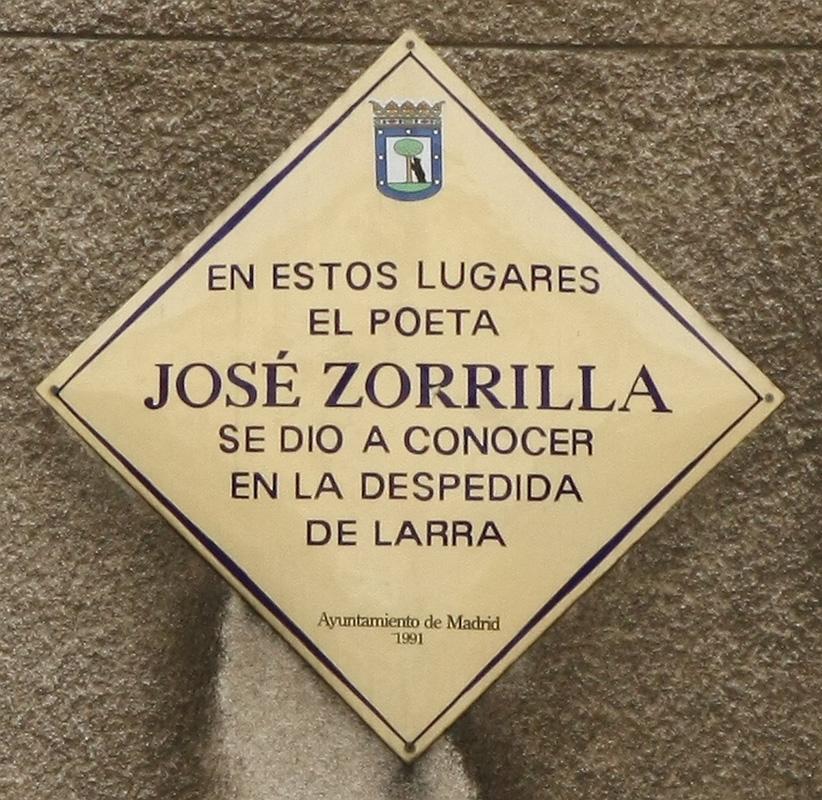 EN ESTOS LUGARES
EL POETA
JOSÉ ZORRILLA
SE DIO A CONOCER
EN LA DESPEDIDA
DE LARRA
Ayuntamiento de Madrid
1991